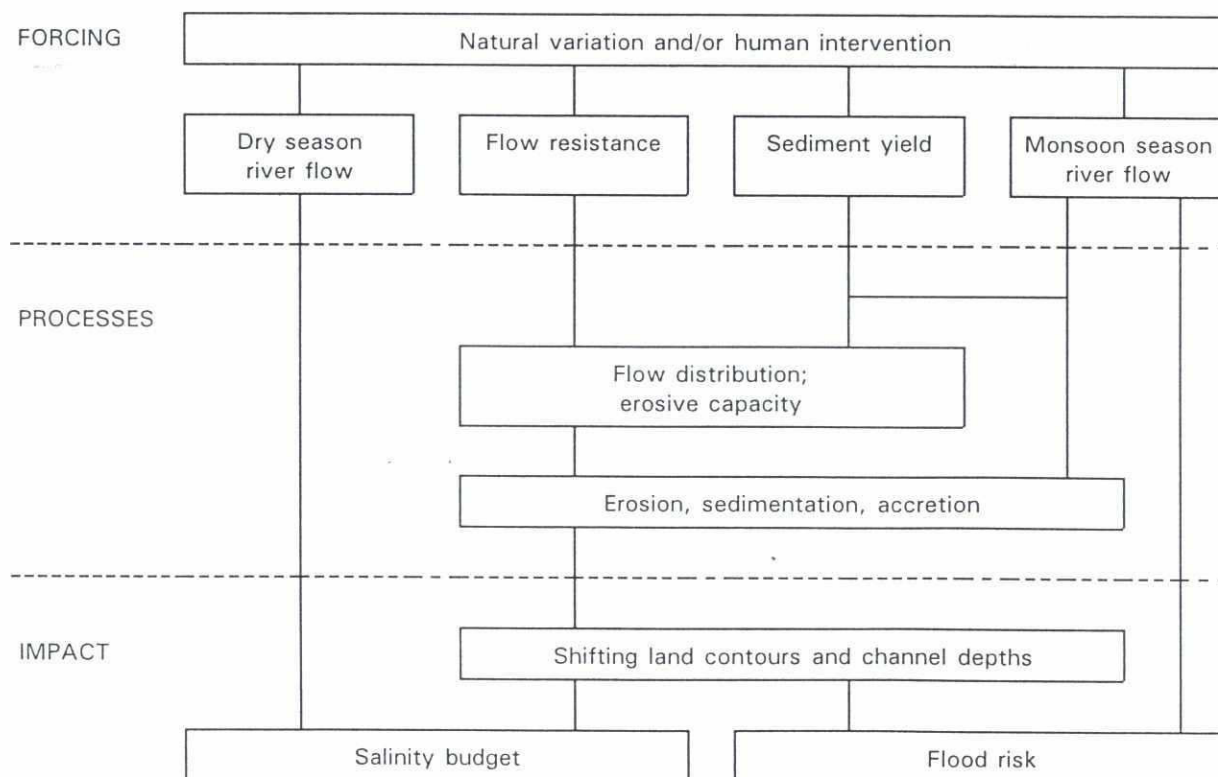 FORCING
Natural variation and/or human intervention
Dry season
river flow
Flow resistance
Sediment yield
Monsoon season
river flow
PROCESSES
Flow distribution;
erosive capacity
Erosion, sedimentation, accretion
IMPACT
Shifting land contours and channel depths
Salinity budget
Flood risk